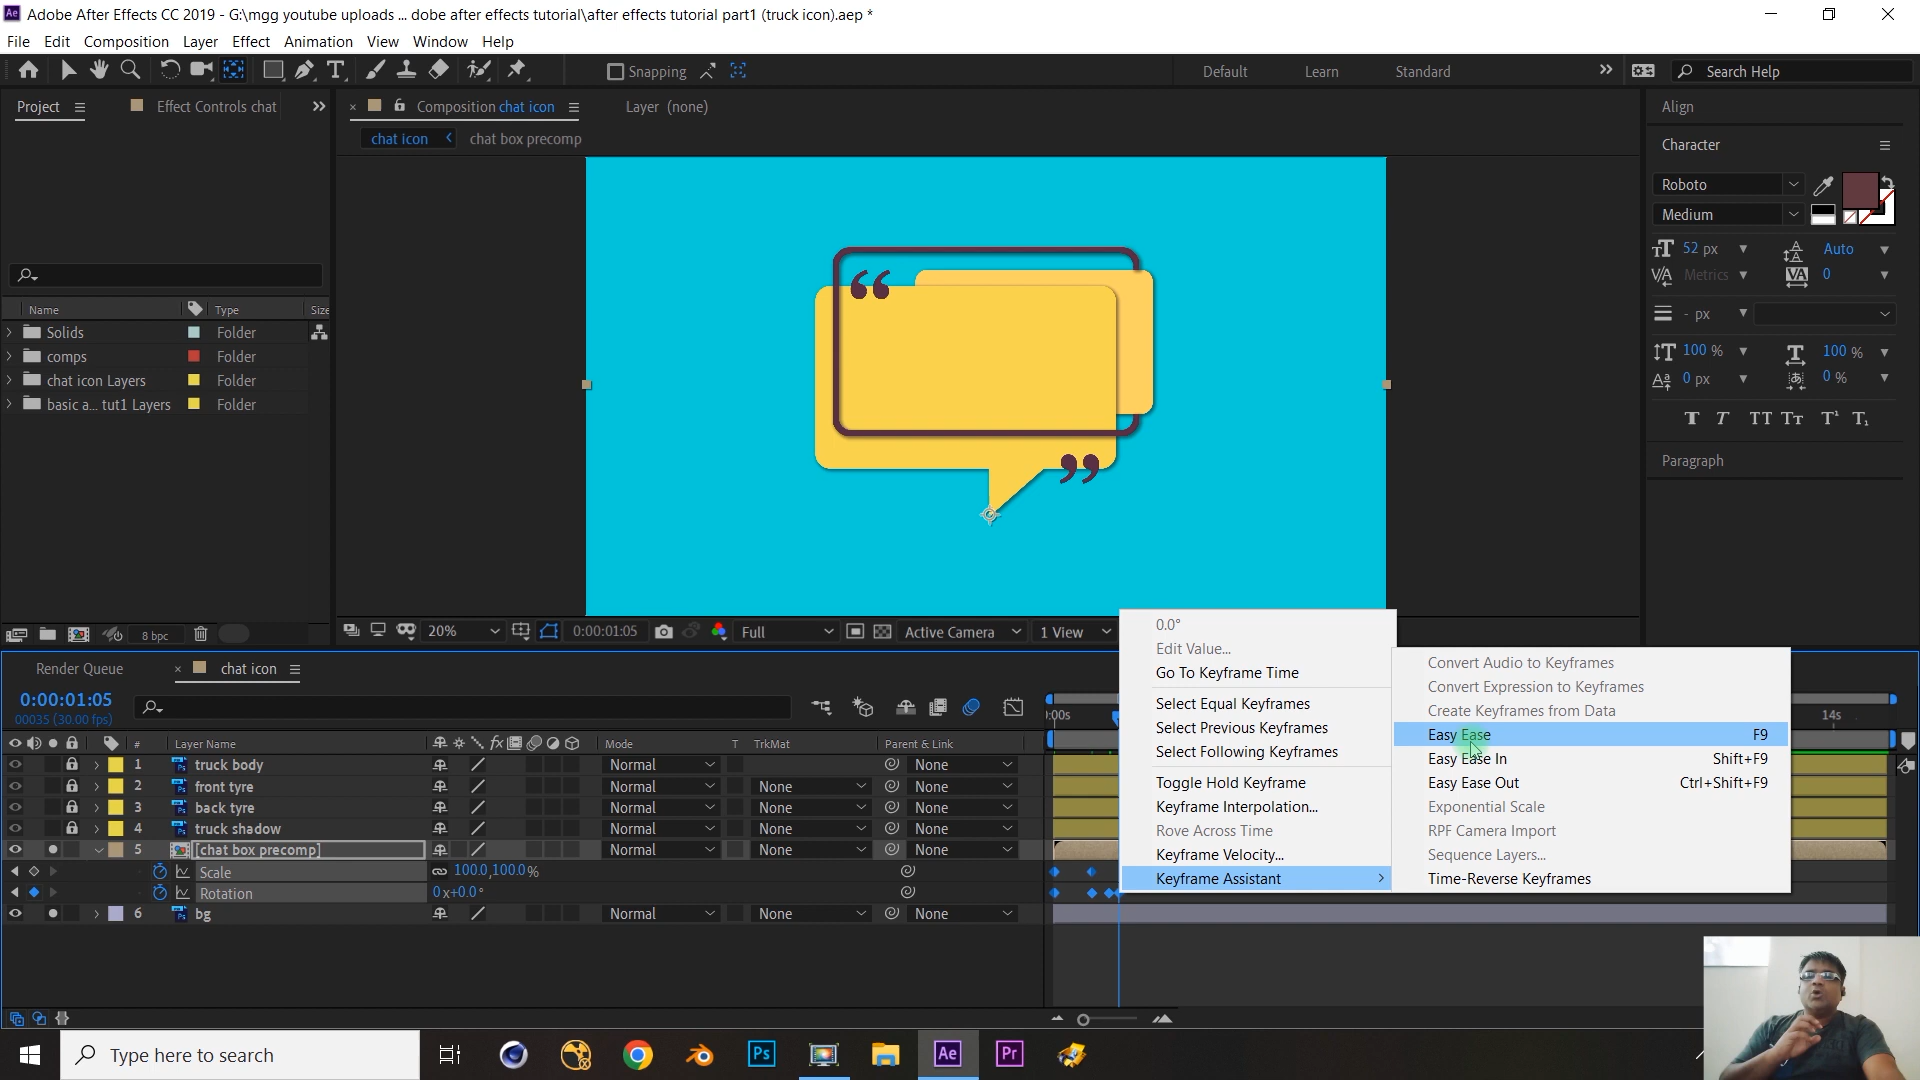 Ae Adobe After Effects CC 2019 - G:\mgg youtube uploads ... dobe after effects tutorial\after effects tutorial part1 (truck icon).aep *
File Edit Composition Layer Effect Animation View Window Help
Snapping Default Learn Standard Search Help
Project Effect Controls chat Composition chat icon Layer (none) Align
chat icon chat box precomp Character
Roboto
Medium
52 px Auto
Metrics 0
- px
100 % 100 %
0 px 0 %
Paragraph
Name Type Size
Solids Folder
comps Folder
chat icon Layers Folder
basic a... tut1 Layers Folder
“
”
8 bpc 20% 0:00:01:05 Full Active Camera 1 View
Render Queue chat icon
0:00:01:05
00035 (30.00 fps)
:00s 14s
# Layer Name fx Mode T TrkMat Parent & Link
1 truck body Normal None
2 front tyre Normal None None
3 back tyre Normal None None
4 truck shadow Normal None None
5 [chat box precomp] Normal None None
Scale 100.0,100.0%
Rotation 0x+0.0°
6 bg Normal None None
0.0°
Edit Value...
Go To Keyframe Time
Select Equal Keyframes
Select Previous Keyframes
Select Following Keyframes
Toggle Hold Keyframe
Keyframe Interpolation...
Rove Across Time
Keyframe Velocity...
Keyframe Assistant
Convert Audio to Keyframes
Convert Expression to Keyframes
Create Keyframes from Data
Easy Ease F9
Easy Ease In Shift+F9
Easy Ease Out Ctrl+Shift+F9
Exponential Scale
RPF Camera Import
Sequence Layers...
Time-Reverse Keyframes
Type here to search Ps Ae Pr